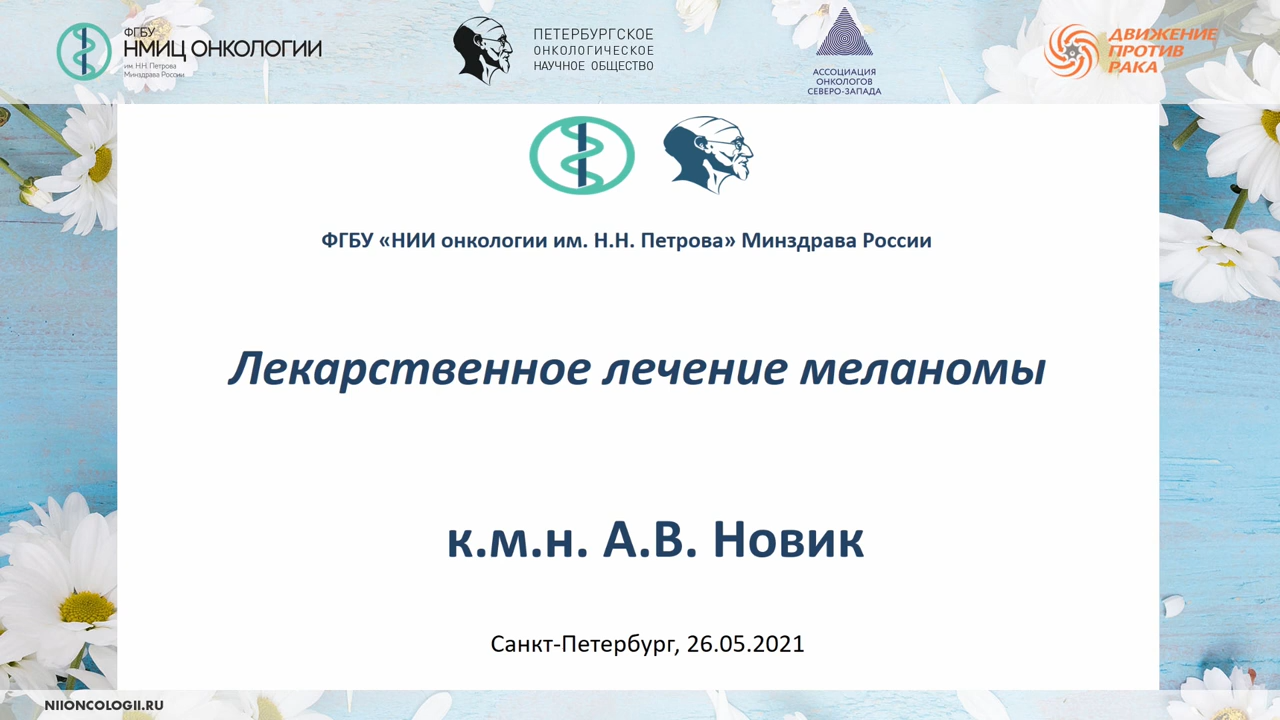 ФГБУ
НМИЦ ОНКОЛОГИИ
им. Н.Н. Петрова
Минздрава России
ПЕТЕРБУРГСКОЕ
ОНКОЛОГИЧЕСКОЕ
НАУЧНОЕ ОБЩЕСТВО
АССОЦИАЦИЯ
ОНКОЛОГОВ
СЕВЕРО-ЗАПАДА
ДВИЖЕНИЕ
ПРОТИВ
РАКА
ФГБУ «НИИ онкологии им. Н.Н. Петрова» Минздрава России
Лекарственное лечение меланомы
к.м.н. А.В. Новик
Санкт-Петербург, 26.05.2021
NIIONCOLOGII.RU